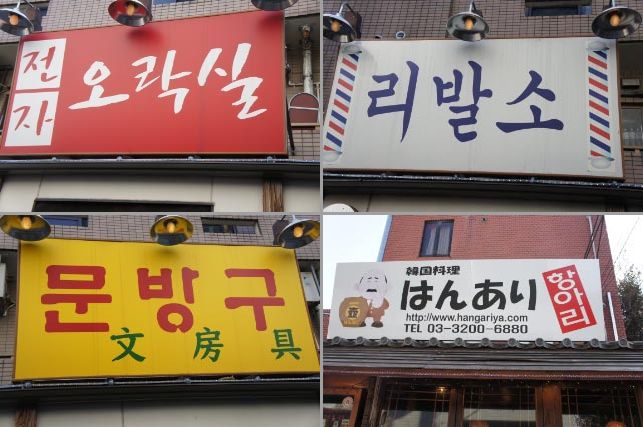 전자 오락실
리발소
문방구
文房具
韓国料理
はんあり
항아리
http://www.hangariya.com
TEL 03-3200-6880